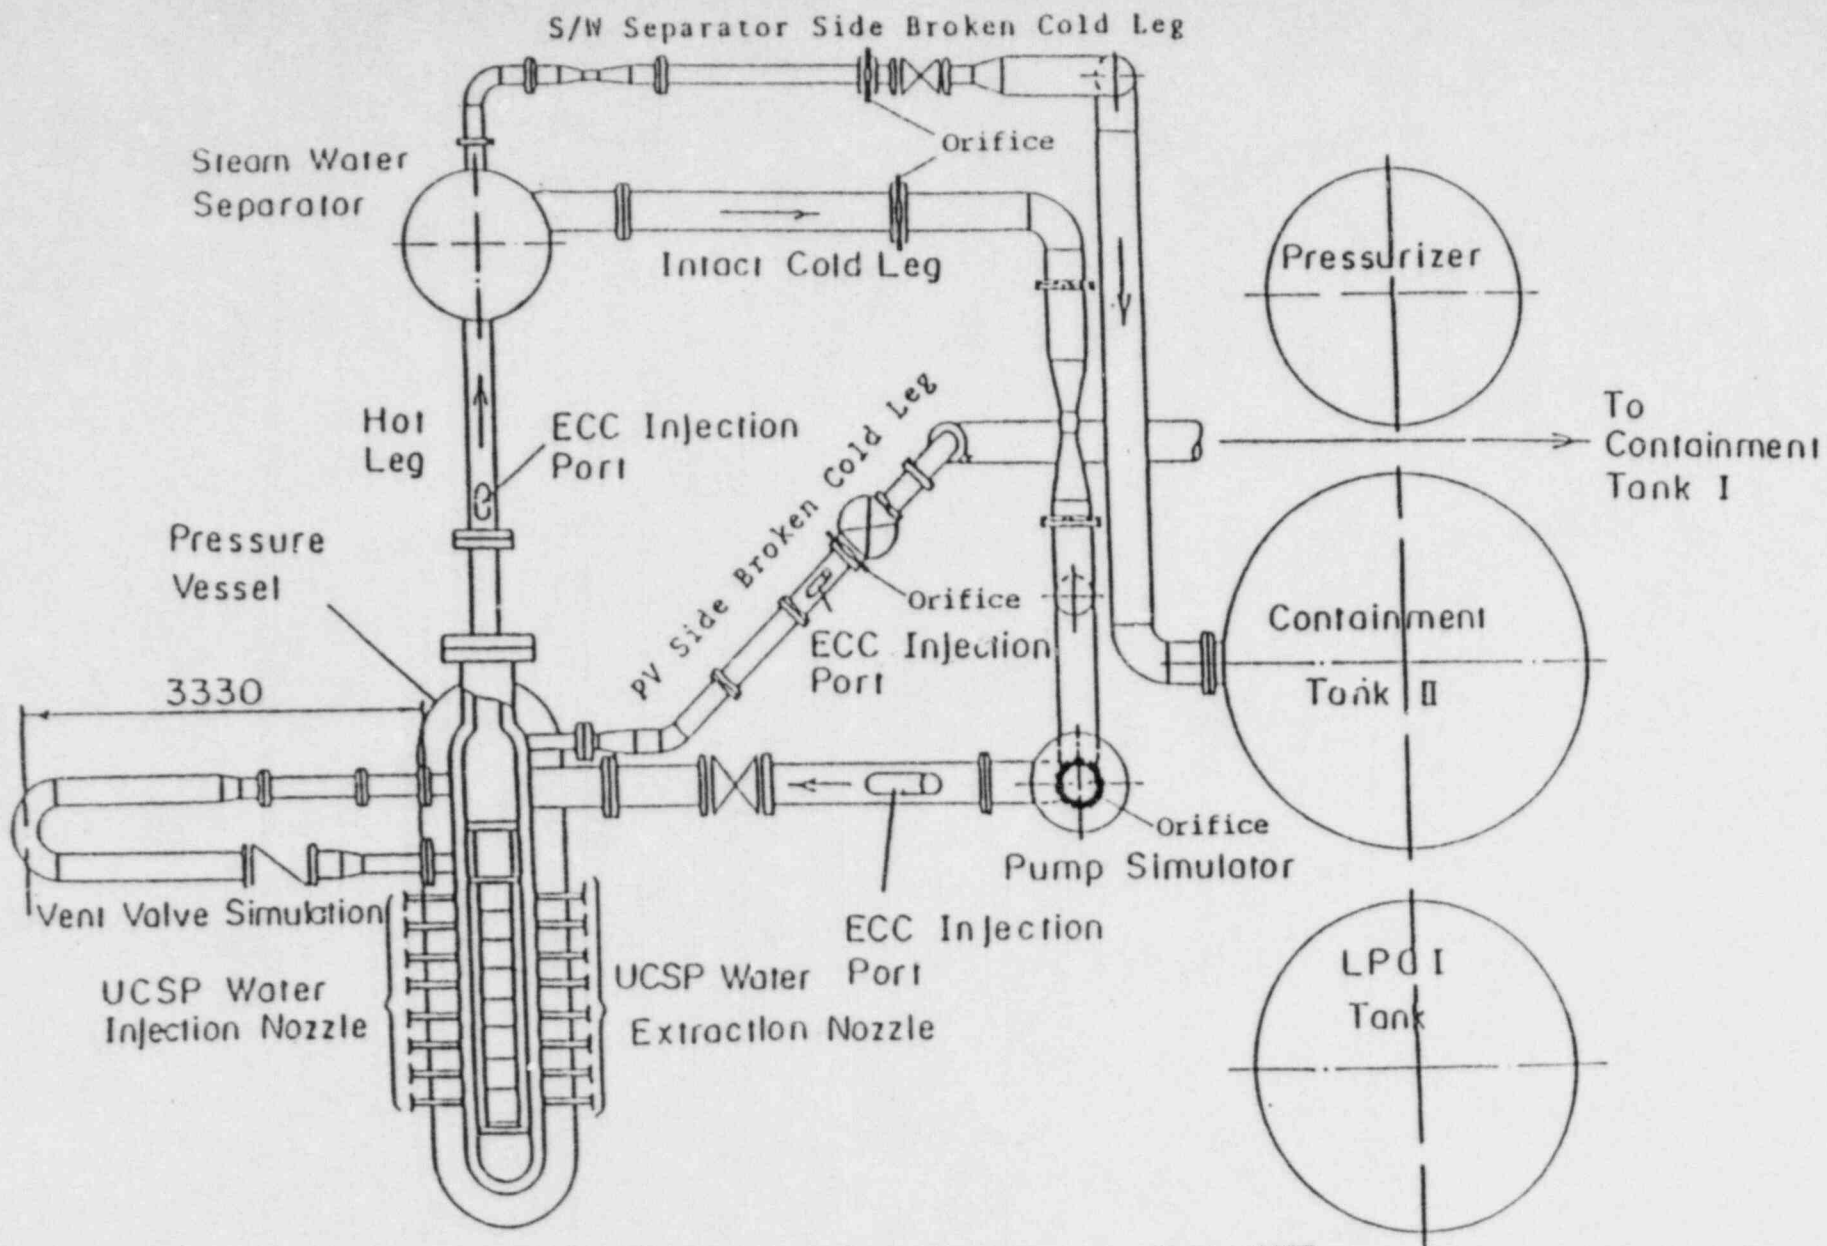 S/W Separator Side Broken Cold Leg
Orifice
Steam Water
Separator
Intact Cold Leg
Pressurizer
To
Containment
Tank I
Hot
Leg
ECC Injection
Port
PV Side Broken Cold Leg
Pressure
Vessel
Orifice
ECC Injection
Port
Containment
Tank II
3330
Orifice
Pump Simulator
Vent Valve Simulation
ECC Injection
Port
UCSP Water
Injection Nozzle
UCSP Water
Extraction Nozzle
LPCI
Tank